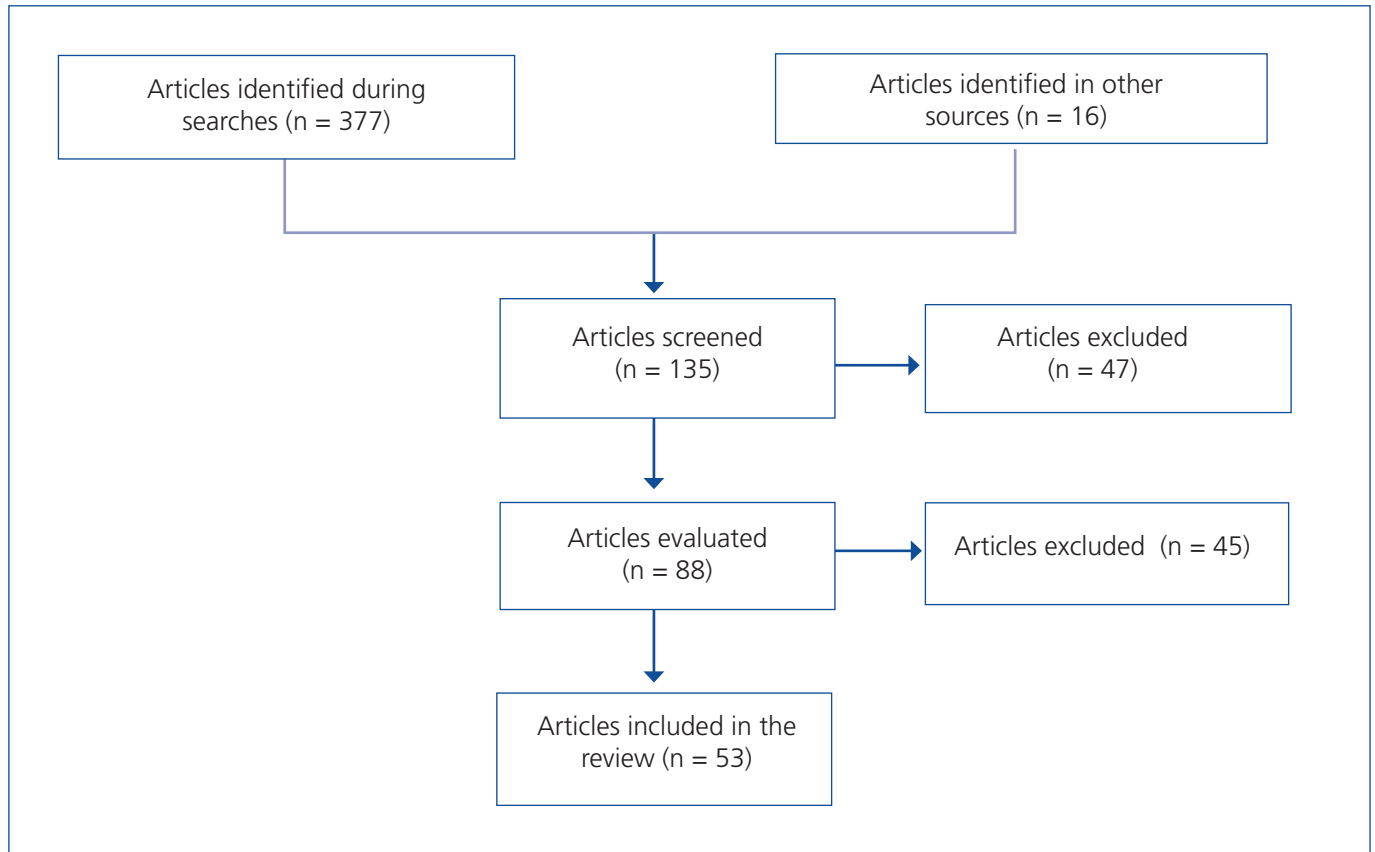 Articles identified during
searches (n = 377)
Articles identified in other
sources (n = 16)
Articles screened
(n = 135)
Articles excluded
(n = 47)
Articles evaluated
(n = 88)
Articles excluded (n = 45)
Articles included in the
review (n = 53)